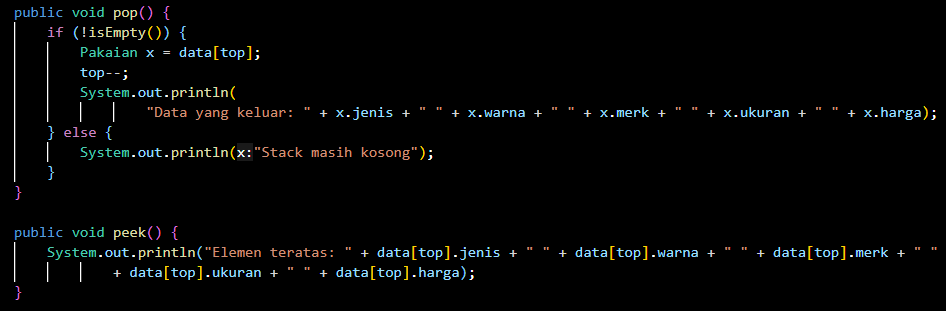 public void pop() {
if (!isEmpty()) {
Pakaian x = data[top];
top--;
System.out.println(
"Data yang keluar: " + x.jenis + " " + x.warna + " " + x.merk + " " + x.ukuran + " " + x.harga);
} else {
System.out.println(x:"Stack masih kosong");
}
}
public void peek() {
System.out.println("Elemen teratas: " + data[top].jenis + " " + data[top].warna + " " + data[top].merk + " "
+ data[top].ukuran + " " + data[top].harga);
}